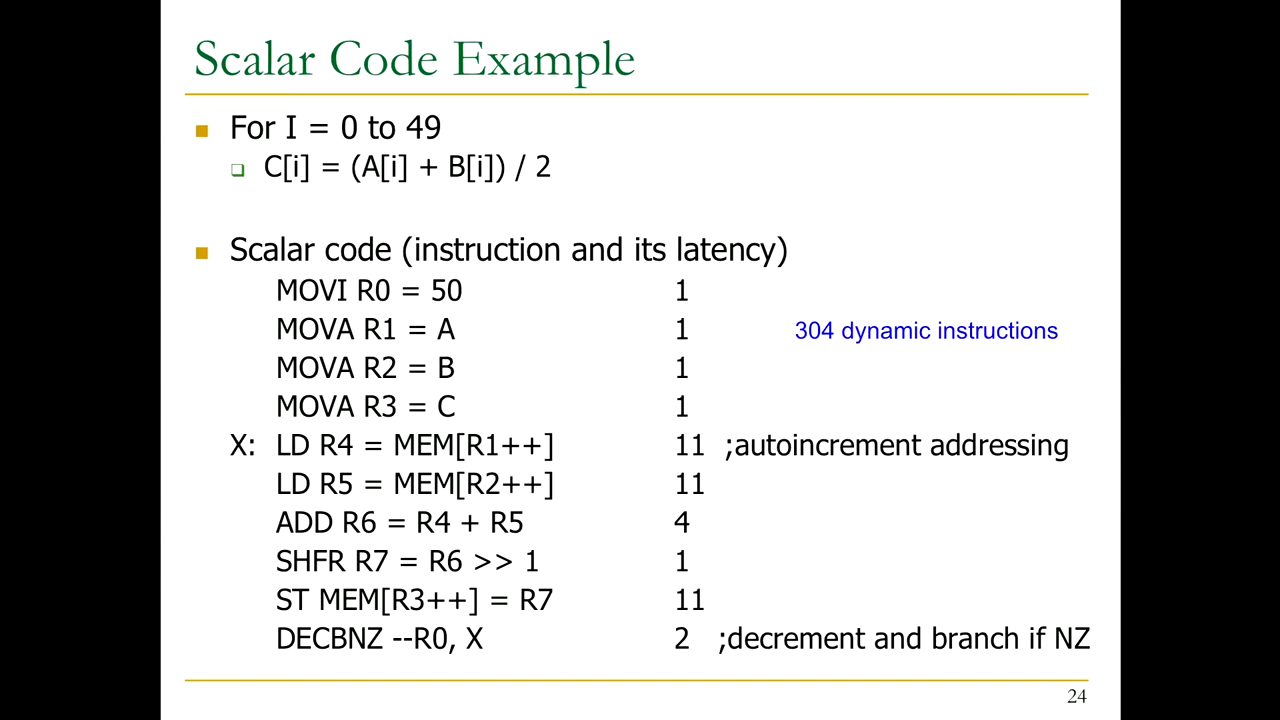 Scalar Code Example
For I = 0 to 49
C[i] = (A[i] + B[i]) / 2
Scalar code (instruction and its latency)
MOVI R0 = 50 1
MOVA R1 = A 1 304 dynamic instructions
MOVA R2 = B 1
MOVA R3 = C 1
X: LD R4 = MEM[R1++] 11 ;autoincrement addressing
LD R5 = MEM[R2++] 11
ADD R6 = R4 + R5 4
SHFR R7 = R6 >> 1 1
ST MEM[R3++] = R7 11
DECBNZ --R0, X 2 ;decrement and branch if NZ
24